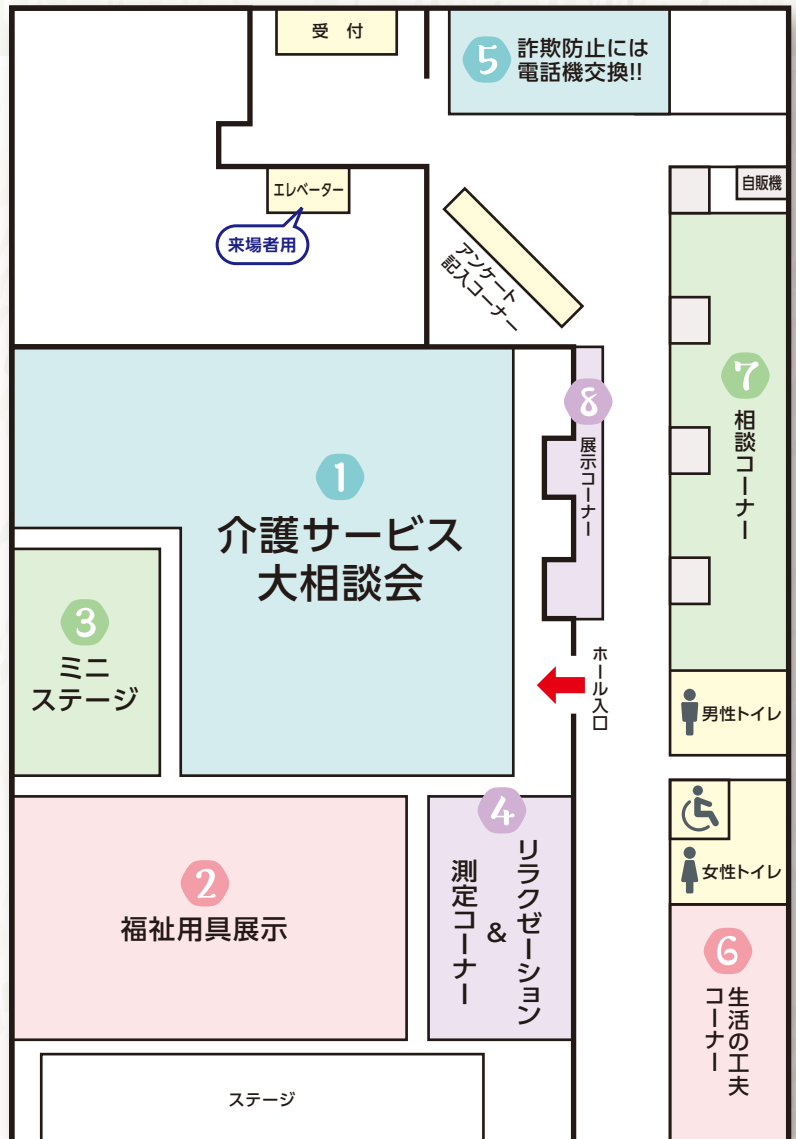 受 付
5
詐欺防止には
電話機交換!!
自販機
エレベーター
来場者用
アンケート
記入コーナー
7
相談コーナー
8
展示コーナー
1
介護サービス
大相談会
3
ミニ
ステージ
ホール入口
男性トイレ
女性トイレ
2
福祉用具展示
4
リラクゼーション
&
測定コーナー
6
生活の工夫
コーナー
ステージ